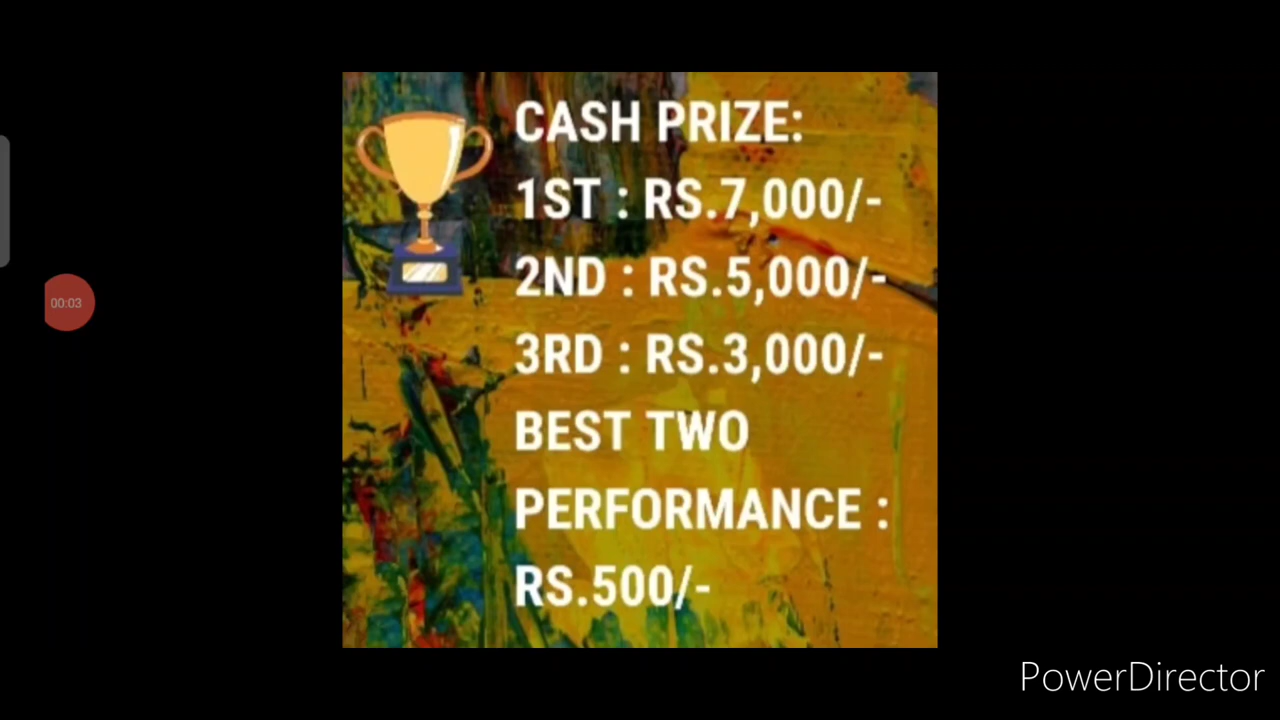 CASH PRIZE:
1ST : RS.7,000/-
2ND : RS.5,000/-
3RD : RS.3,000/-
BEST TWO
PERFORMANCE :
RS.500/-
00:03
PowerDirector